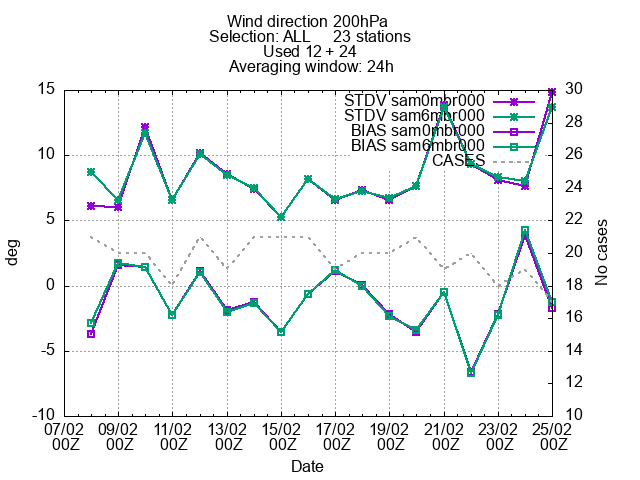 Wind direction 200hPa
Selection: ALL 23 stations
Used 12 + 24
Averaging window: 24h
STDV sam0mbr000
STDV sam6mbr000
BIAS sam0mbr000
BIAS sam6mbr000
CASES
15
10
5
0
-5
-10
deg
30
28
26
24
22
20
18
16
14
12
10
No cases
07/02 09/02 11/02 13/02 15/02 17/02 19/02 21/02 23/02 25/02
00Z 00Z 00Z 00Z 00Z 00Z 00Z 00Z 00Z 00Z
Date